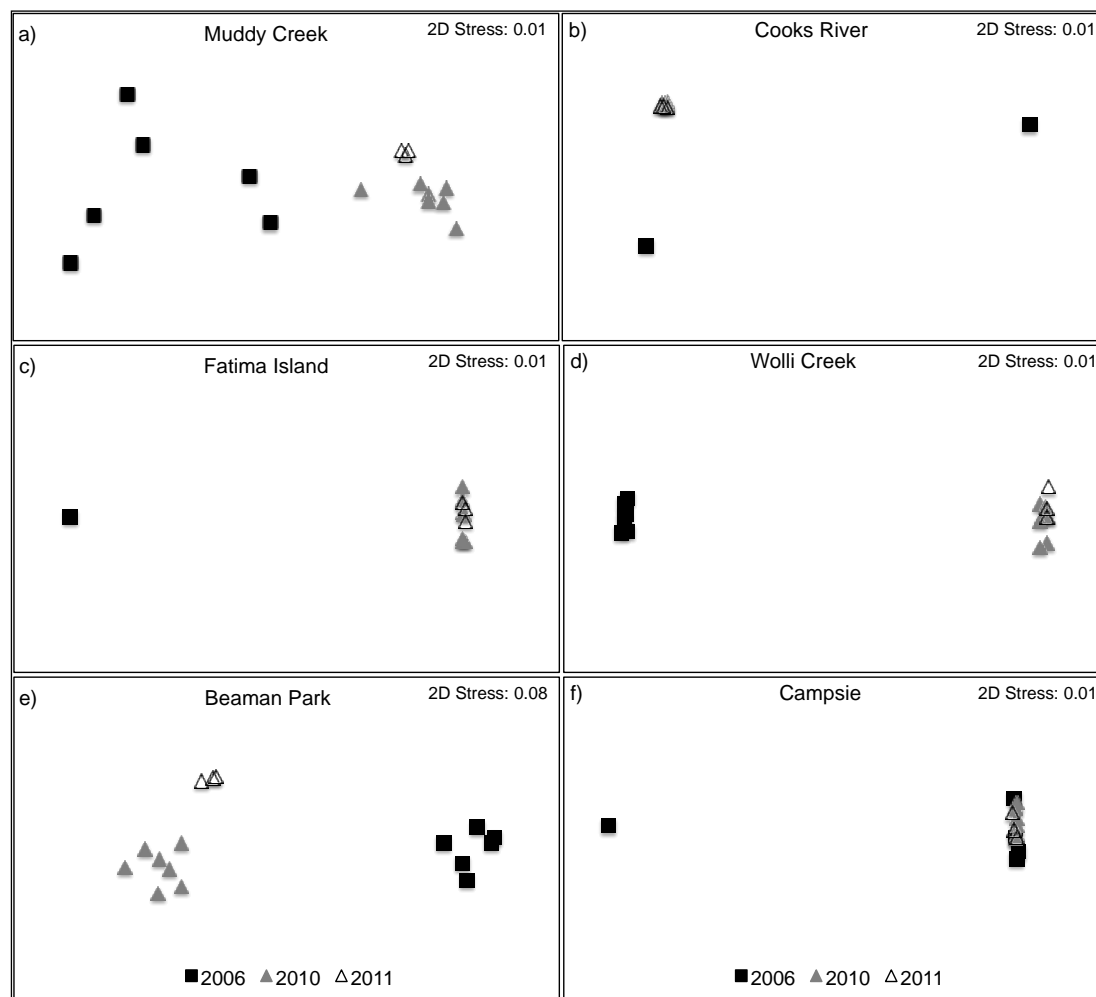 a) Muddy Creek 2D Stress: 0.01
b) Cooks River 2D Stress: 0.01
c) Fatima Island 2D Stress: 0.01
d) Wolli Creek 2D Stress: 0.01
e) Beaman Park 2D Stress: 0.08
2006 2010 2011
f) Campsie 2D Stress: 0.01
2006 2010 2011